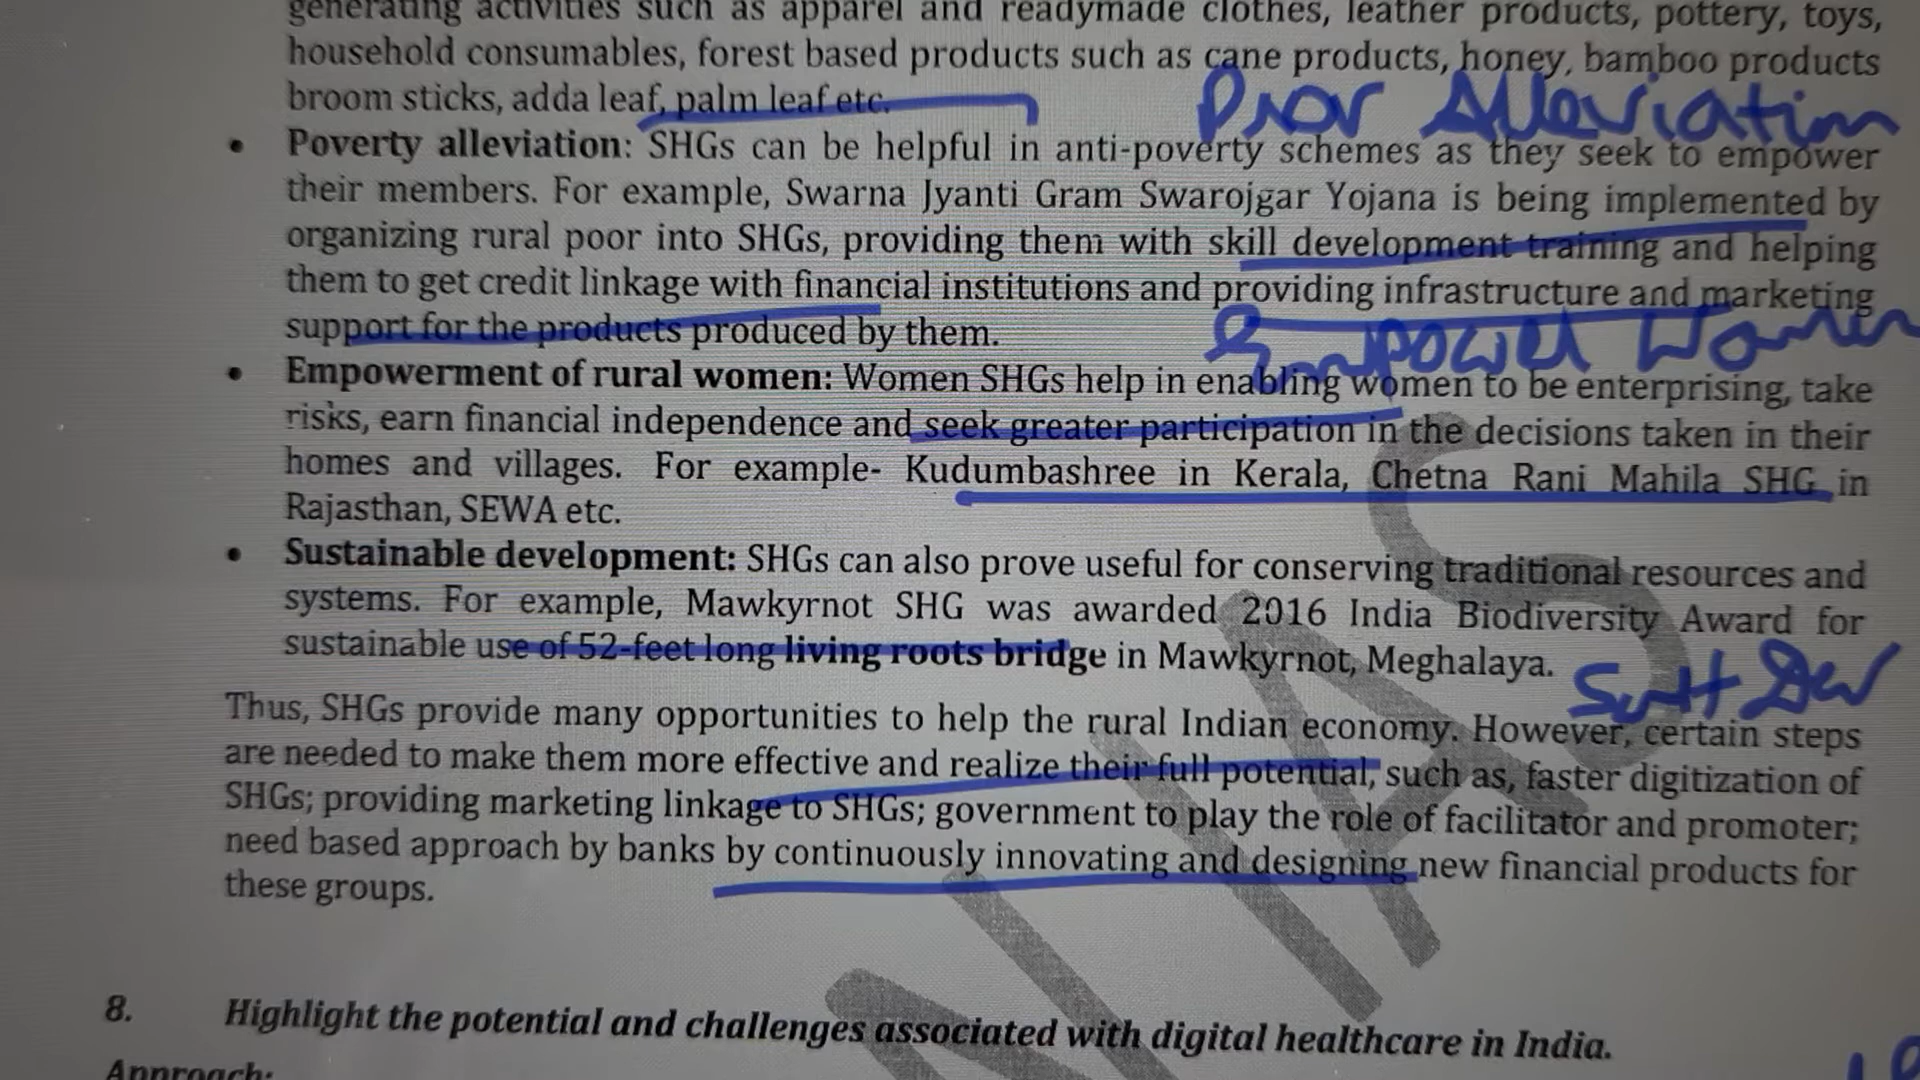 generating activities such as apparel and readymade clothes, leather products, pottery, toys,
household consumables, forest based products such as cane products, honey, bamboo products
broom sticks, adda leaf, palm leaf etc.
Poor Alleviation
• Poverty alleviation: SHGs can be helpful in anti-poverty schemes as they seek to empower
their members. For example, Swarna Jyanti Gram Swarojgar Yojana is being implemented by
organizing rural poor into SHGs, providing them with skill development training and helping
them to get credit linkage with financial institutions and providing infrastructure and marketing
support for the products produced by them.
Empower Women
• Empowerment of rural women: Women SHGs help in enabling women to be enterprising, take
risks, earn financial independence and seek greater participation in the decisions taken in their
homes and villages. For example- Kudumbashree in Kerala, Chetna Rani Mahila SHG in
Rajasthan, SEWA etc.
• Sustainable development: SHGs can also prove useful for conserving traditional resources and
systems. For example, Mawkyrnot SHG was awarded 2016 India Biodiversity Award for
sustainable use of 52-feet long living roots bridge in Mawkyrnot, Meghalaya.
Dev
Thus, SHGs provide many opportunities to help the rural Indian economy. However, certain steps
are needed to make them more effective and realize their full potential, such as, faster digitization of
SHGs; providing marketing linkage to SHGs; government to play the role of facilitator and promoter;
need based approach by banks by continuously innovating and designing new financial products for
these groups.
8. Highlight the potential and challenges associated with digital healthcare in India.
Approach: